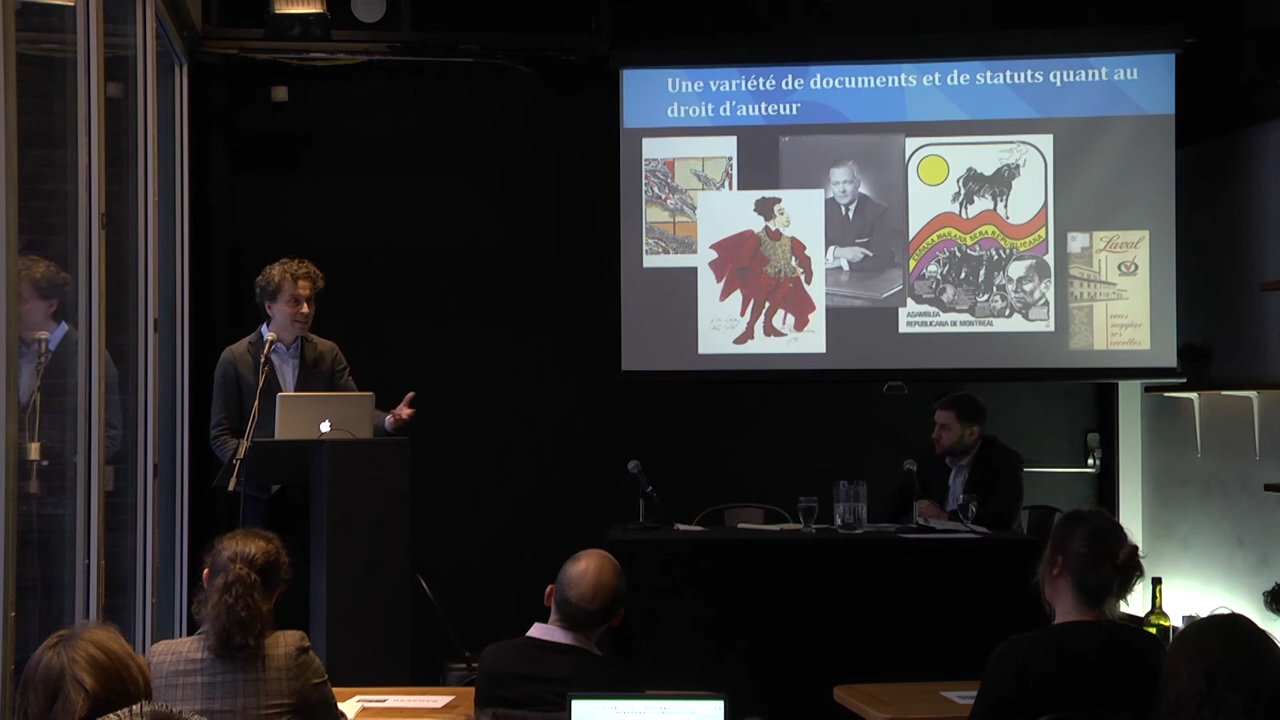 Une variété de documents et de statuts quant au
droit d'auteur
ESPAÑA MAÑANA SERA REPUBLICANA
ASAMBLEA
REPUBLICANA DE MONTREAL
Laval
vous
suggère
ses
recettes